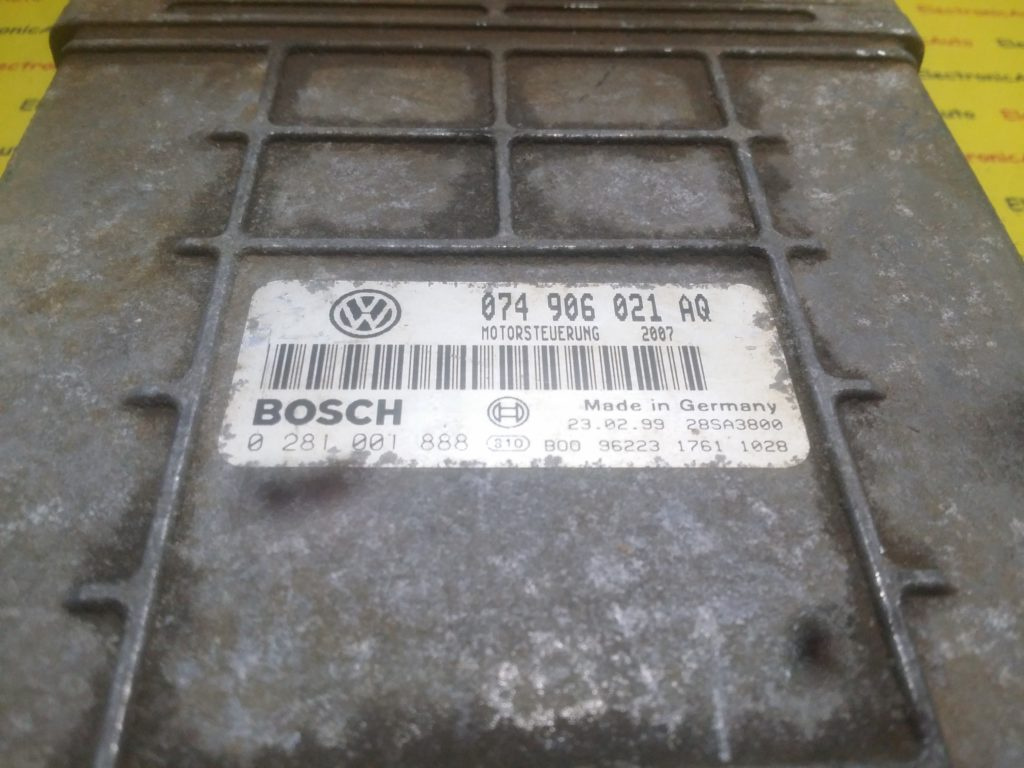 074 906 021 AQ
MOTORSTEUERUNG 2007
BOSCH
Made in Germany
23.02.99 28SA3800
0 281 001 888 310 B00 96223 1761 1028